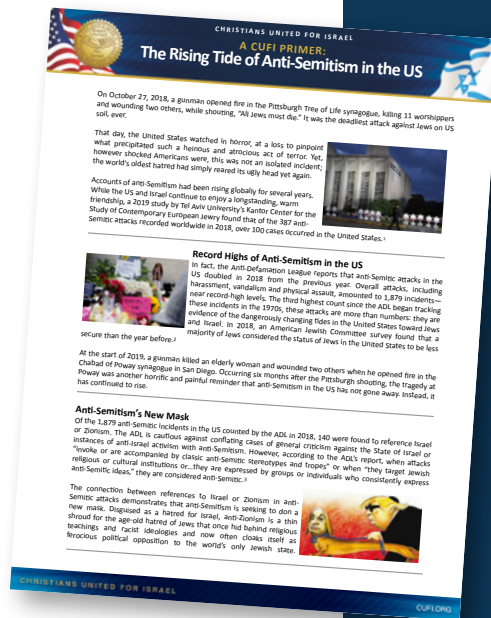 CHRISTIANS UNITED FOR ISRAEL
A CUFI PRIMER:
The Rising Tide of Anti-Semitism in the US
On October 27, 2018, a gunman opened fire in the Pittsburgh Tree of Life synagogue, killing 11 worshippers
and wounding two others, while shouting, "All Jews must die." It was the deadliest attack against Jews on US
soil, ever.
That day, the United States watched in horror, at a loss to pinpoint
what precipitated such a heinous and atrocious act of terror. Yet,
however shocked Americans were, this was not an isolated incident;
the world's oldest hatred had simply reared its ugly head yet again.
Accounts of anti-Semitism had been rising globally for several years.
While the US and Israel continue to enjoy a longstanding, warm
friendship, a 2019 study by Tel Aviv University's Kantor Center for the
Study of Contemporary European Jewry found that of the 387 anti-
Semitic attacks recorded worldwide in 2018, over 100 cases occurred in the United States.¹
Record Highs of Anti-Semitism in the US
In fact, the Anti-Defamation League reports that anti-Semitic attacks in the
US doubled in 2018 from the previous year. Overall attacks, including
harassment, vandalism and physical assault, amounted to 1,879 incidents—
near record-high levels. The third highest count since the ADL began tracking
these incidents in the 1970s, these attacks are more than numbers: they are
evidence of the dangerously changing tides in the United States toward Jews
and Israel. In 2018, an American Jewish Committee survey found that a
majority of Jews considered the status of Jews in the United States to be less
secure than the year before.²
At the start of 2019, a gunman killed an elderly woman and wounded two others when he opened fire in the
Chabad of Poway synagogue in San Diego. Occurring six months after the Pittsburgh shooting, the tragedy at
Poway was another horrific and painful reminder that anti-Semitism in the US has not gone away. Instead, it
has continued to rise.
Anti-Semitism's New Mask
Of the 1,879 anti-Semitic incidents in the US counted by the ADL in 2018, 140 were found to reference Israel
or Zionism. The ADL is cautious against conflating cases of general criticism against the State of Israel or
instances of anti-Israel activism with anti-Semitism. However, according to the ADL's report, when attacks
"invoke or are accompanied by classic anti-Semitic stereotypes and tropes" or when "they target Jewish
religious or cultural institutions or...they are expressed by groups or individuals who consistently express
anti-Semitic ideas," they are considered anti-Semitic.³
The connection between references to Israel or Zionism in anti-
Semitic attacks demonstrates that anti-Semitism is seeking to don a
new mask. Disguised as a hatred for Israel, anti-Zionism is a thin
shroud for the age-old hatred of Jews that once hid behind religious
teachings and racist ideologies and now often cloaks itself as
ferocious political opposition to the world's only Jewish state.
CHRISTIANS UNITED FOR ISRAEL
CUFI.ORG